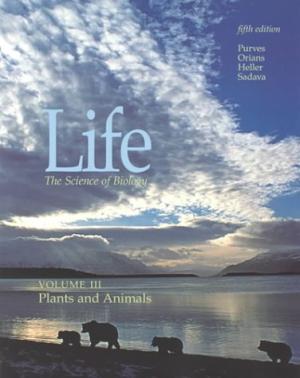 fifth edition
Purves
Orians
Heller
Sadava
Life
The Science of Biology
VOLUME III
Plants and Animals